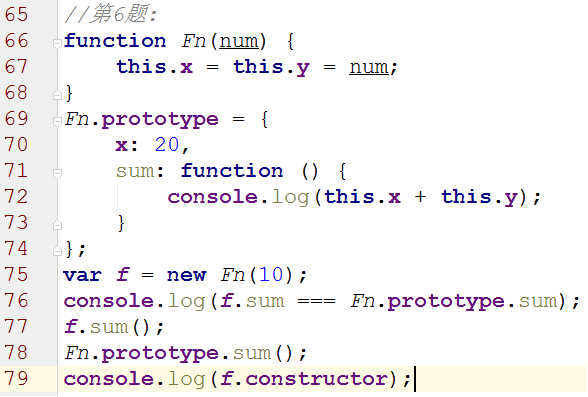 65 //第6题:
66 function Fn(num) {
67     this.x = this.y = num;
68 }
69 Fn.prototype = {
70     x: 20,
71     sum: function () {
72         console.log(this.x + this.y);
73     }
74 };
75 var f = new Fn(10);
76 console.log(f.sum === Fn.prototype.sum);
77 f.sum();
78 Fn.prototype.sum();
79 console.log(f.constructor);